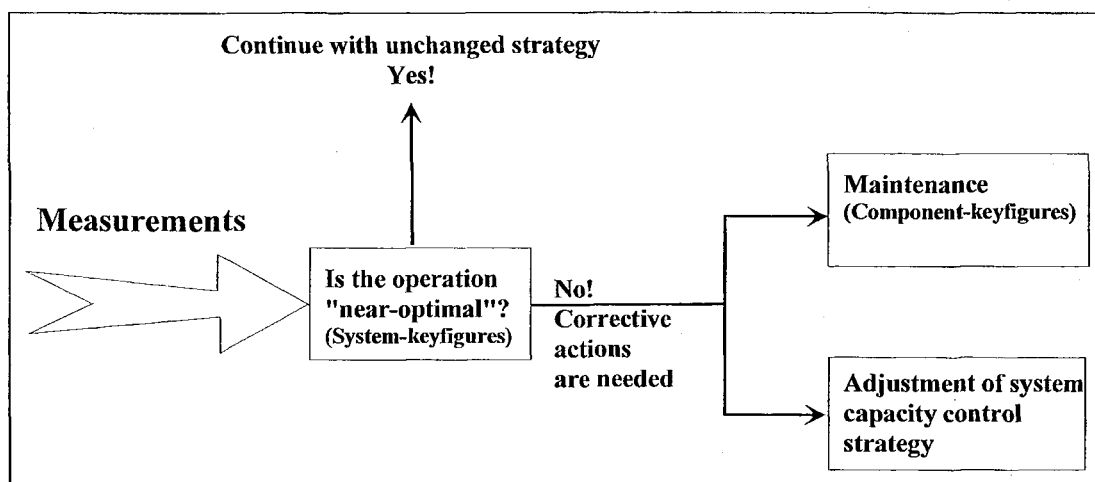 Continue with unchanged strategy
Yes!
Measurements
Is the operation
"near-optimal"?
(System-keyfigures)
No!
Corrective
actions
are needed
Maintenance
(Component-keyfigures)
Adjustment of system
capacity control
strategy